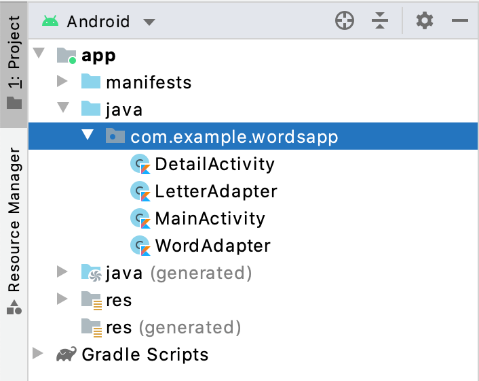 Android
1: Project
Resource Manager
app
manifests
java
com.example.wordsapp
DetailActivity
LetterAdapter
MainActivity
WordAdapter
java (generated)
res
res (generated)
Gradle Scripts